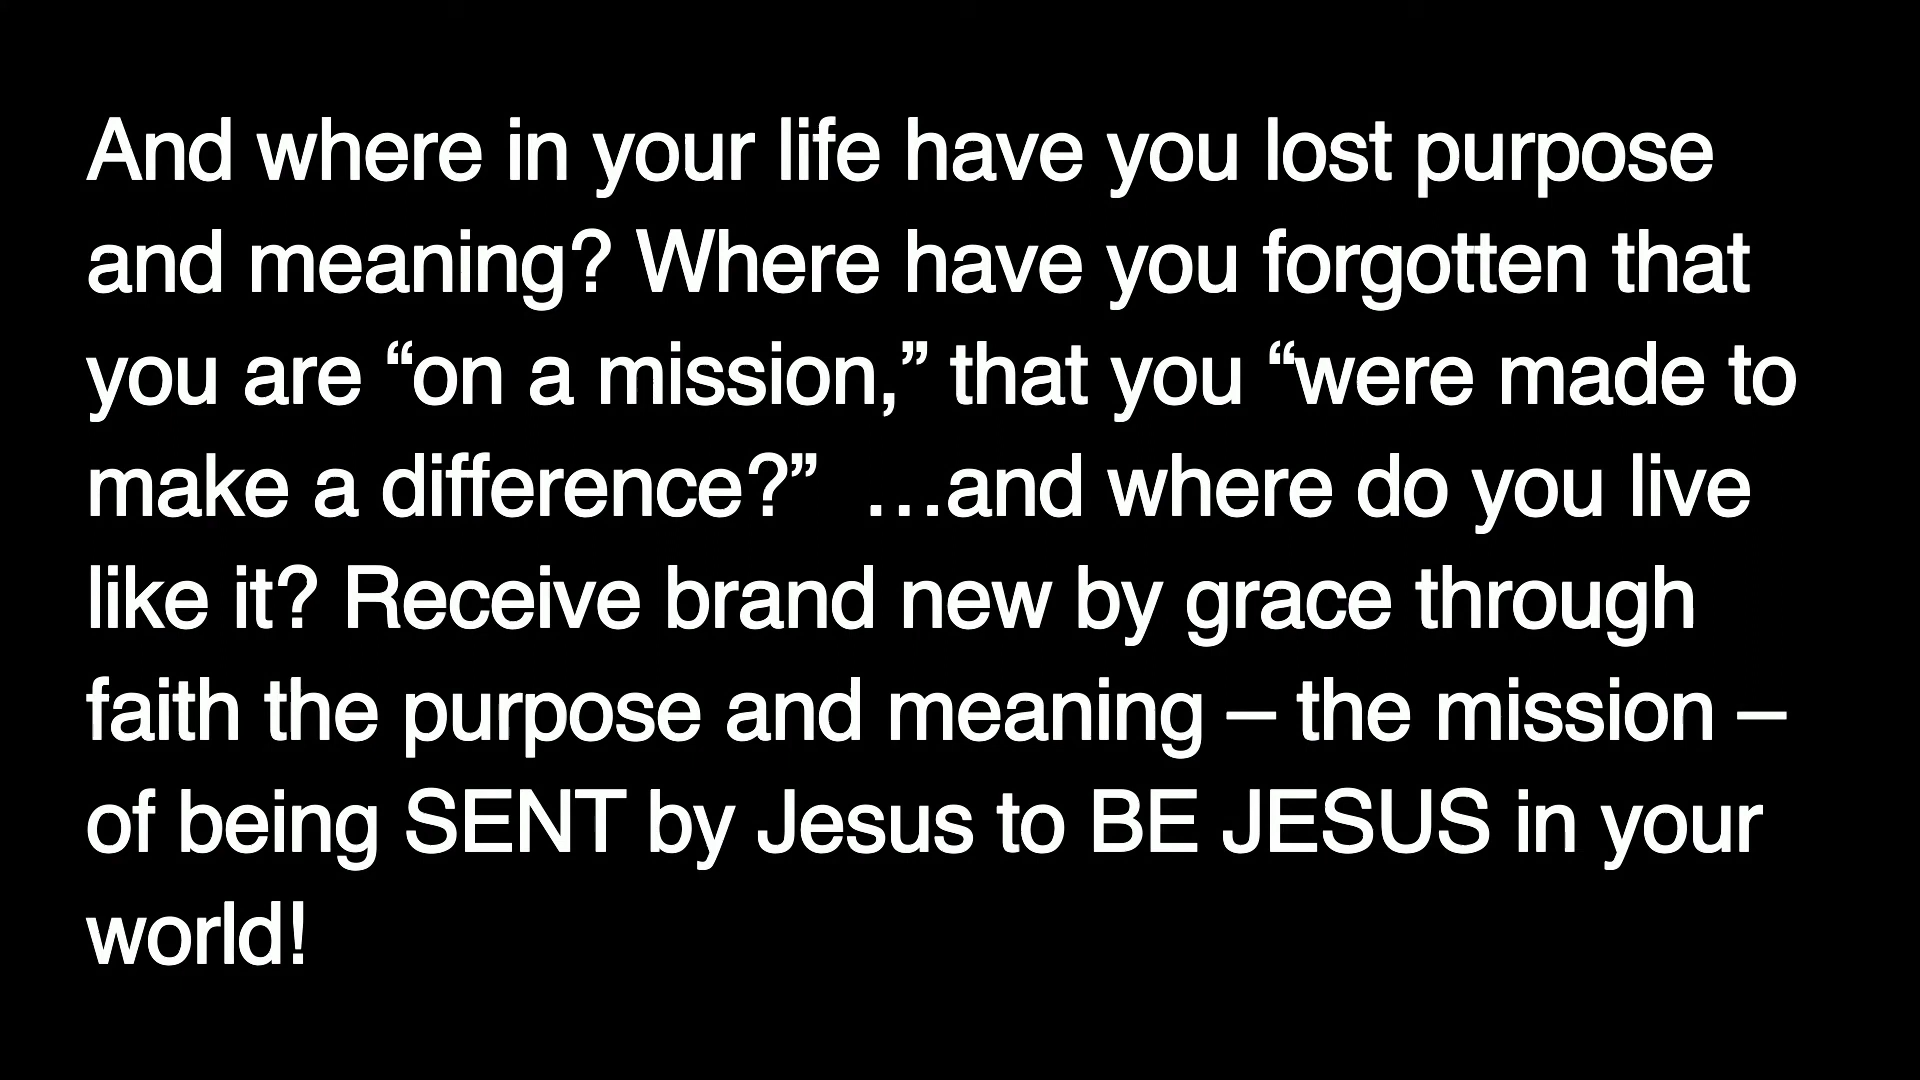 And where in your life have you lost purpose
and meaning? Where have you forgotten that
you are “on a mission,” that you “were made to
make a difference?”  …and where do you live
like it? Receive brand new by grace through
faith the purpose and meaning – the mission –
of being SENT by Jesus to BE JESUS in your
world!